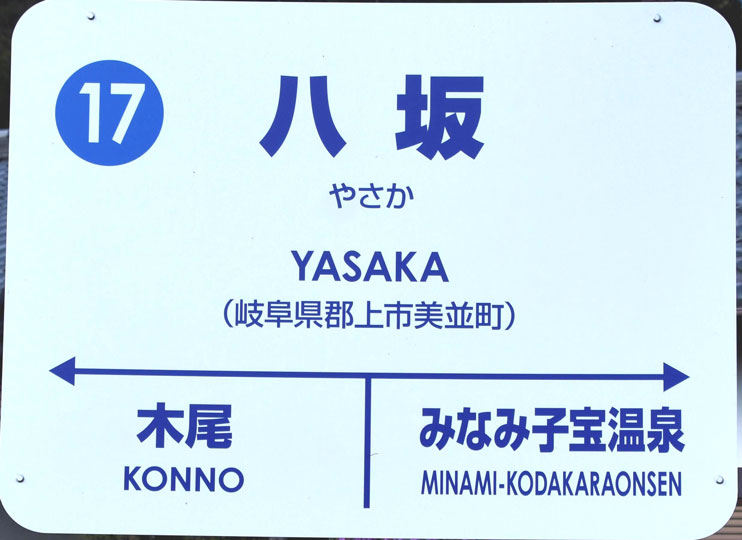 17
八坂
やさか
YASAKA
（岐阜県郡上市美並町）
木尾
KONNO
みなみ子宝温泉
MINAMI-KODAKARAONSEN